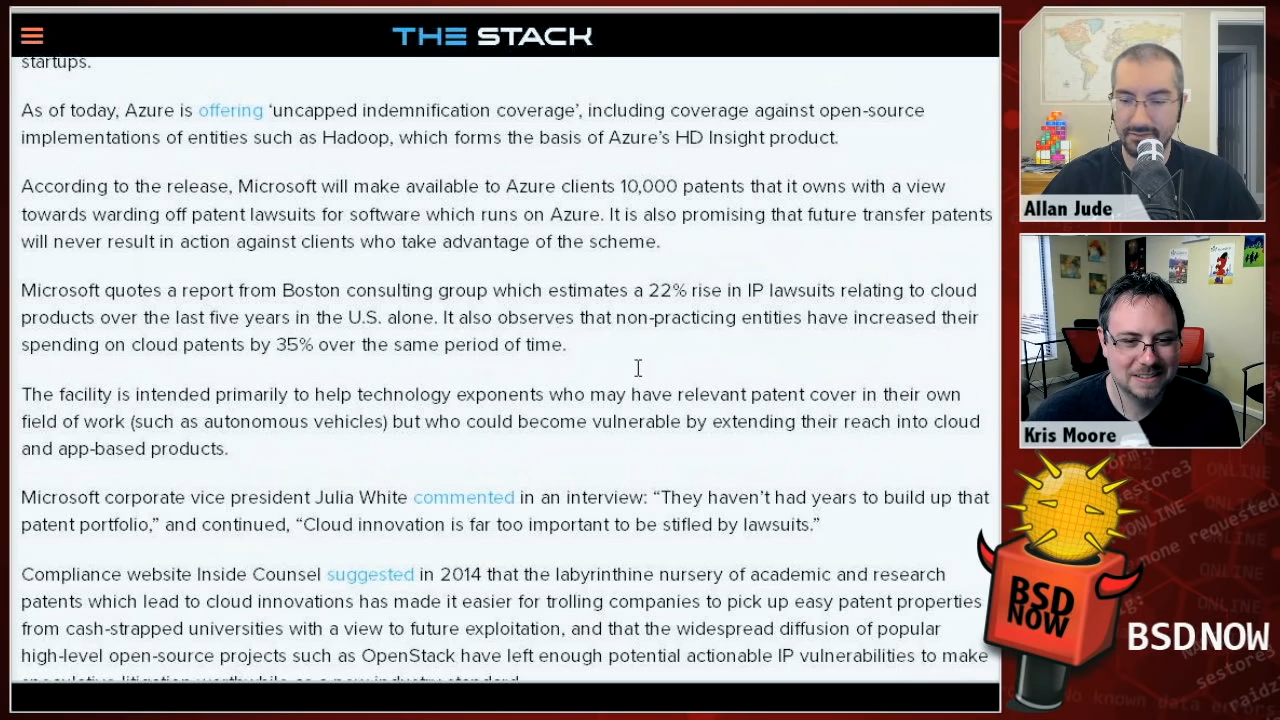 THE STACK
startups.
As of today, Azure is offering ‘uncapped indemnification coverage’, including coverage against open-source
implementations of entities such as Hadoop, which forms the basis of Azure’s HD Insight product.
According to the release, Microsoft will make available to Azure clients 10,000 patents that it owns with a view
towards warding off patent lawsuits for software which runs on Azure. It is also promising that future transfer patents
will never result in action against clients who take advantage of the scheme.
Microsoft quotes a report from Boston consulting group which estimates a 22% rise in IP lawsuits relating to cloud
products over the last five years in the U.S. alone. It also observes that non-practicing entities have increased their
spending on cloud patents by 35% over the same period of time.
The facility is intended primarily to help technology exponents who may have relevant patent cover in their own
field of work (such as autonomous vehicles) but who could become vulnerable by extending their reach into cloud
and app-based products.
Microsoft corporate vice president Julia White commented in an interview: “They haven’t had years to build up that
patent portfolio,” and continued, “Cloud innovation is far too important to be stifled by lawsuits.”
Compliance website Inside Counsel suggested in 2014 that the labyrinthine nursery of academic and research
patents which lead to cloud innovations has made it easier for trolling companies to pick up easy patent properties
from cash-strapped universities with a view to future exploitation, and that the widespread diffusion of popular
high-level open-source projects such as OpenStack have left enough potential actionable IP vulnerabilities to make
Allan Jude
Kris Moore
BSD
NOW
BSD NOW